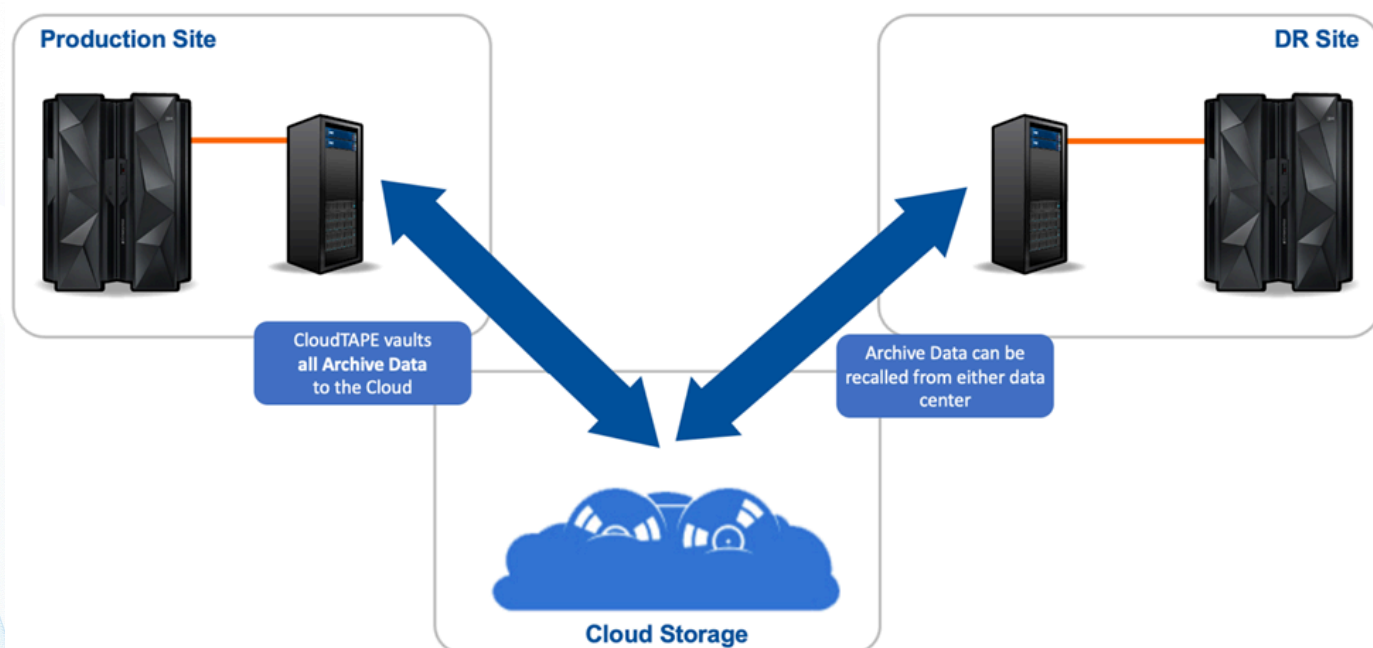 Production Site
DR Site
CloudTAPE vaults
all Archive Data
to the Cloud
Archive Data can be
recalled from either data
center
Cloud Storage